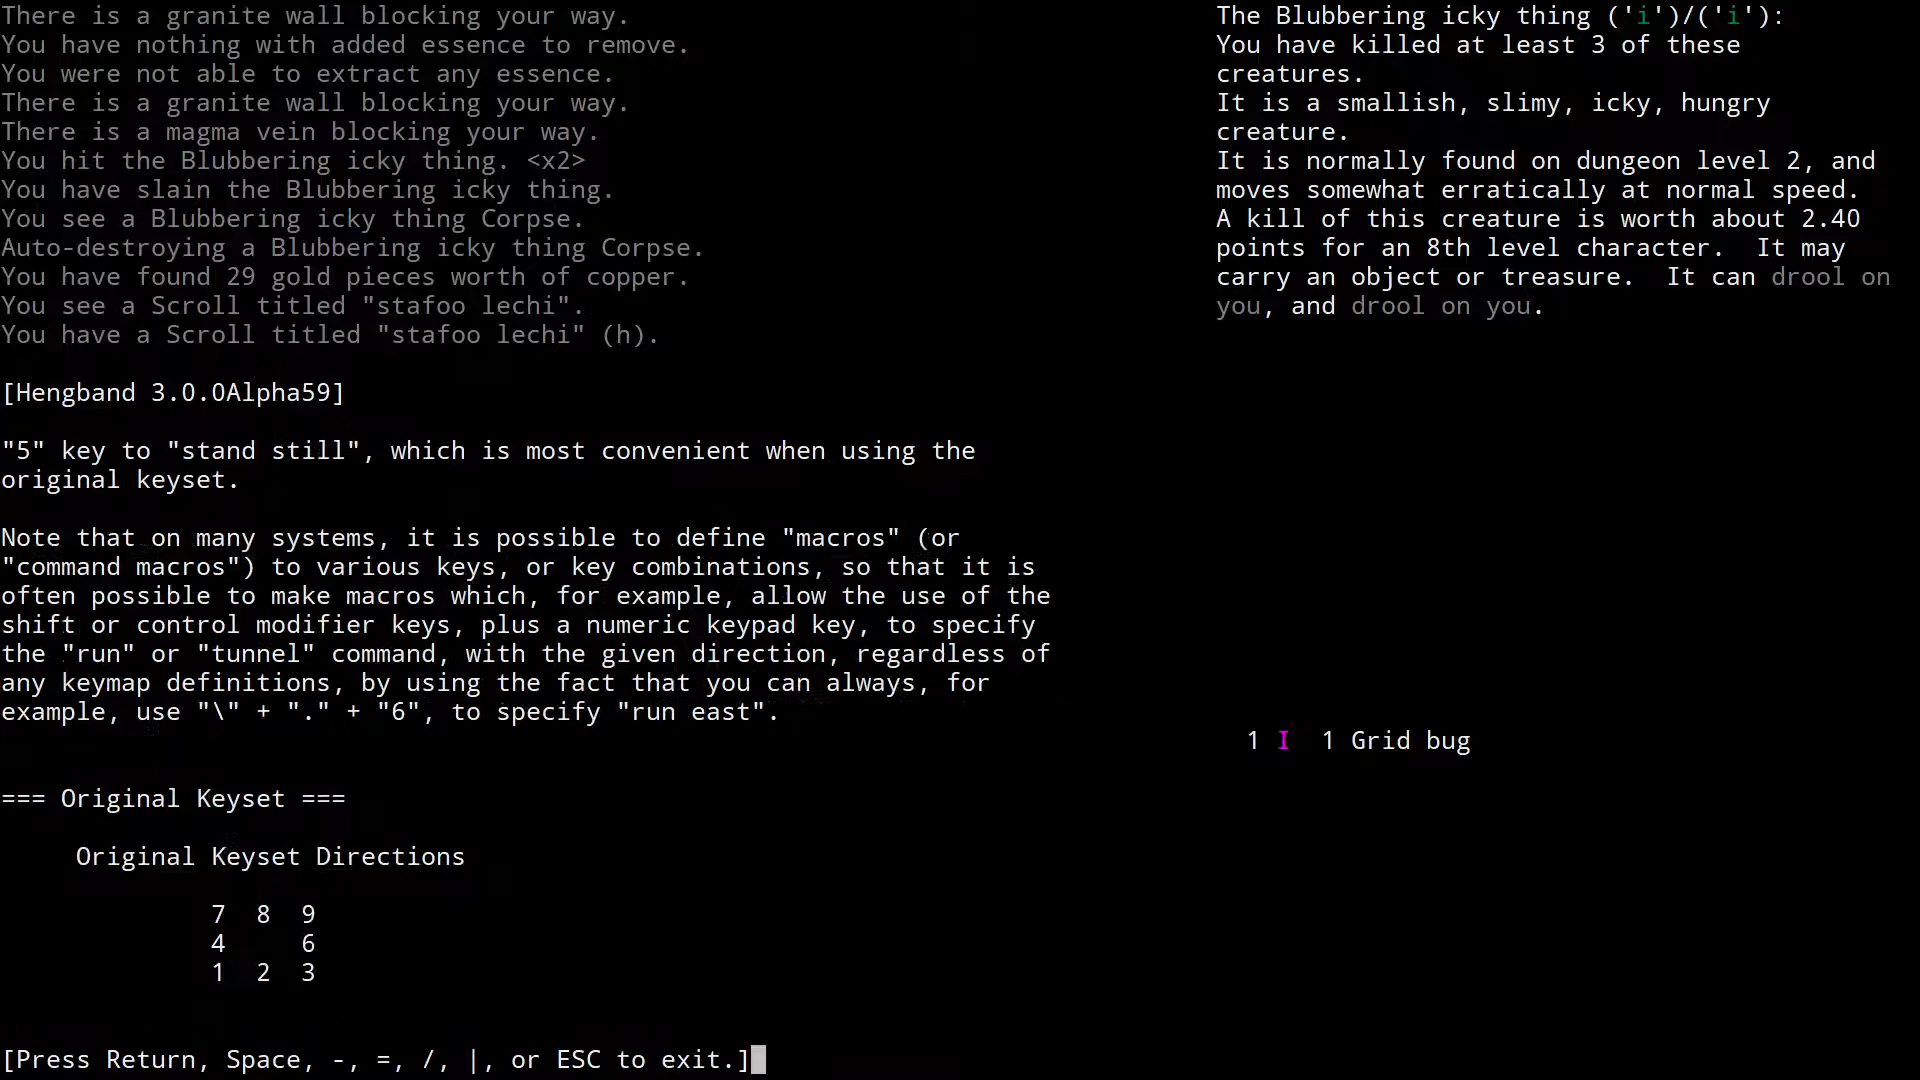 There is a granite wall blocking your way.
You have nothing with added essence to remove.
You were not able to extract any essence.
There is a granite wall blocking your way.
There is a magma vein blocking your way.
You hit the Blubbering icky thing. <x2>
You have slain the Blubbering icky thing.
You see a Blubbering icky thing Corpse.
Auto-destroying a Blubbering icky thing Corpse.
You have found 29 gold pieces worth of copper.
You see a Scroll titled "stafoo lechi".
You have a Scroll titled "stafoo lechi" (h).
[Hengband 3.0.0Alpha59]
"5" key to "stand still", which is most convenient when using the
original keyset.
Note that on many systems, it is possible to define "macros" (or
"command macros") to various keys, or key combinations, so that it is
often possible to make macros which, for example, allow the use of the
shift or control modifier keys, plus a numeric keypad key, to specify
the "run" or "tunnel" command, with the given direction, regardless of
any keymap definitions, by using the fact that you can always, for
example, use "\" + "." + "6", to specify "run east".
=== Original Keyset ===
Original Keyset Directions
7 8 9
4 6
1 2 3
[Press Return, Space, -, =, /, |, or ESC to exit.]
The Blubbering icky thing ('i')/('i'):
You have killed at least 3 of these
creatures.
It is a smallish, slimy, icky, hungry
creature.
It is normally found on dungeon level 2, and
moves somewhat erratically at normal speed.
A kill of this creature is worth about 2.40
points for an 8th level character.  It may
carry an object or treasure.  It can drool on
you, and drool on you.
1 I 1 Grid bug